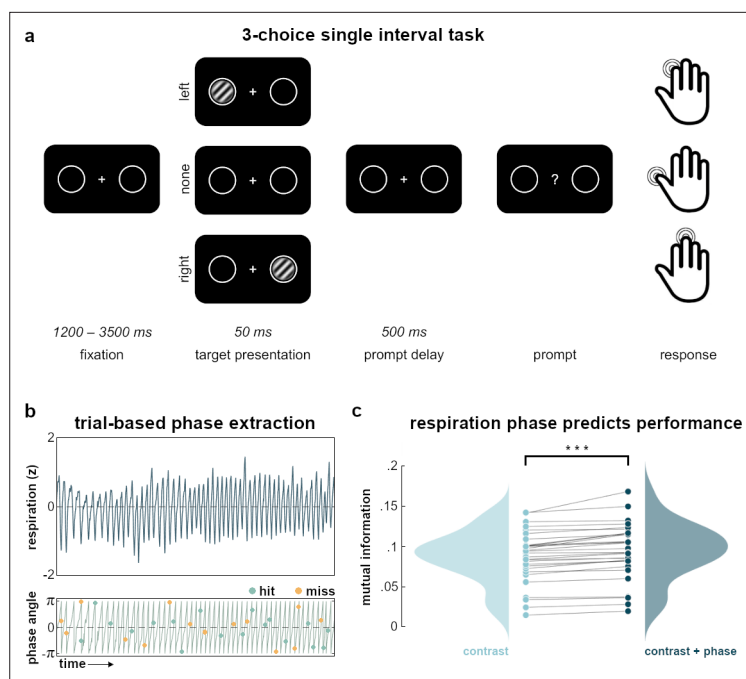 a
3-choice single interval task
left
none
?
right
1200 – 3500 ms
50 ms
500 ms
fixation
target presentation
prompt delay
prompt
response
b
trial-based phase extraction
2
0
-2
respiration (z)
hit
miss
π
0
-π
phase angle
time
c
respiration phase predicts performance
***
.2
.15
.1
.05
0
mutual information
contrast
contrast + phase